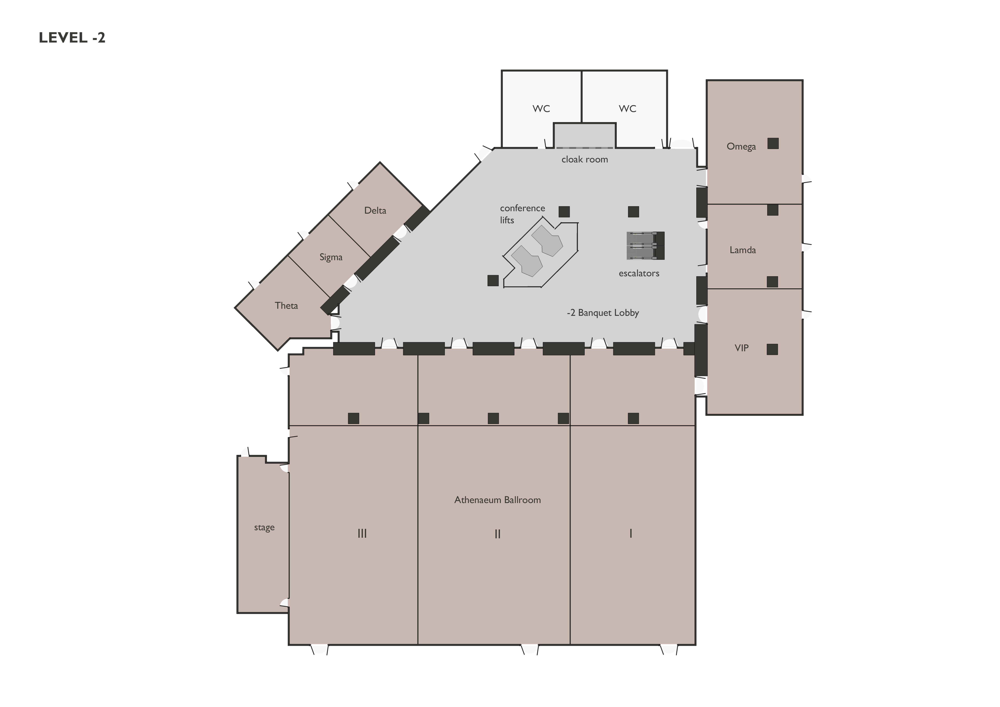 LEVEL -2
WC
WC
Omega
cloak room
conference
lifts
Delta
Sigma
Lamda
escalators
Theta
-2 Banquet Lobby
VIP
Athenaeum Ballroom
stage
III
II
I